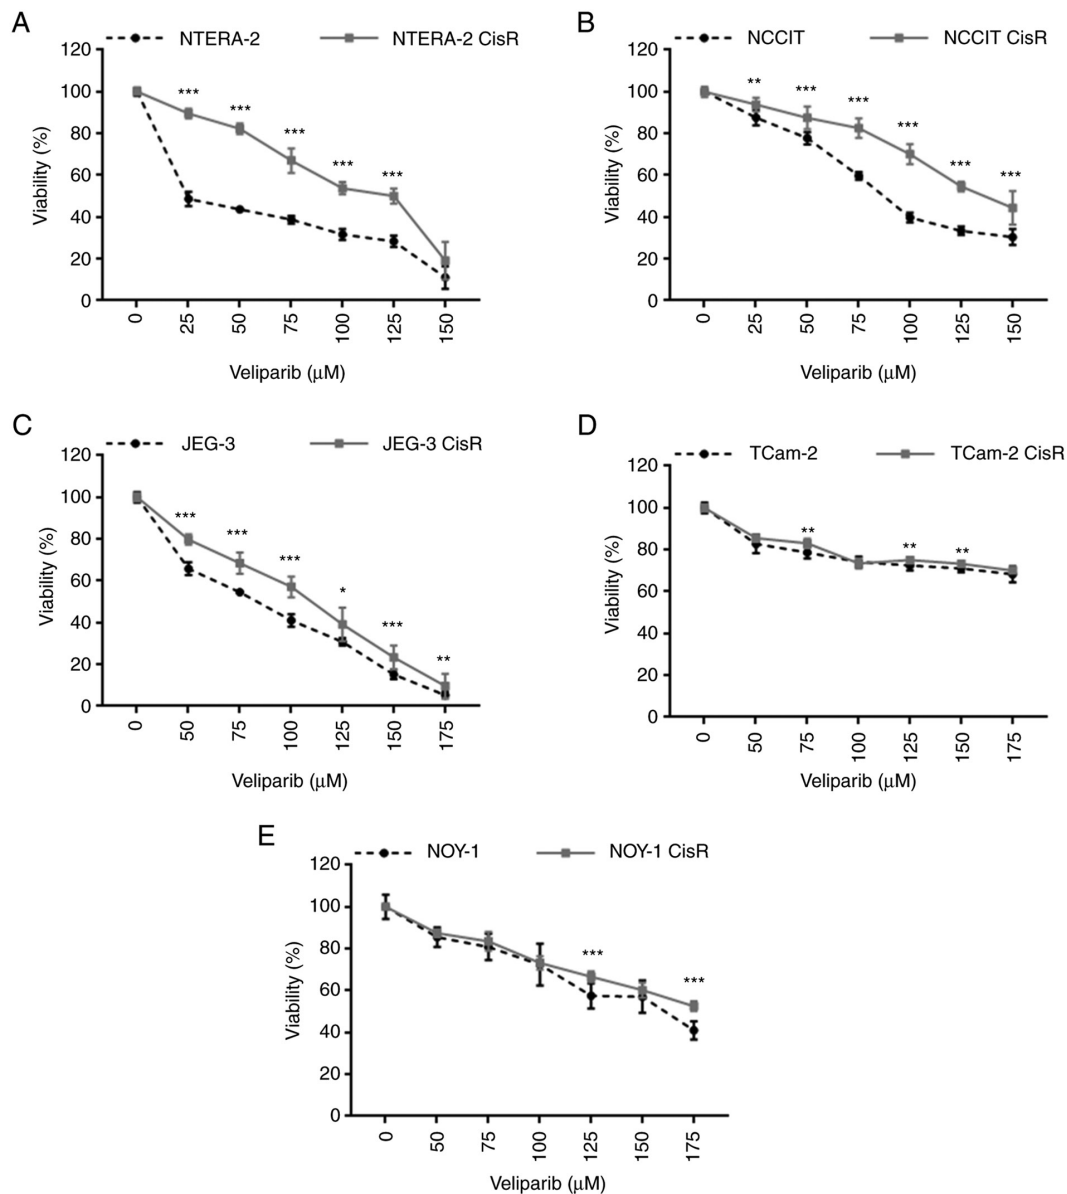 A
NTERA-2 NTERA-2 CisR
120
100
80
60
40
20
0
Viability (%)
*** *** *** *** ***
0 25 50 75 100 125 150
Veliparib (μM)
B
NCCIT NCCIT CisR
120
100
80
60
40
20
0
Viability (%)
** *** *** *** *** ***
0 25 50 75 100 125 150
Veliparib (μM)
C
JEG-3 JEG-3 CisR
120
100
80
60
40
20
0
Viability (%)
*** *** *** * *** **
0 50 75 100 125 150 175
Veliparib (μM)
D
TCam-2 TCam-2 CisR
120
100
80
60
40
20
0
Viability (%)
** ** **
0 50 75 100 125 150 175
Veliparib (μM)
E
NOY-1 NOY-1 CisR
120
100
80
60
40
20
0
Viability (%)
*** ***
0 50 75 100 125 150 175
Veliparib (μM)